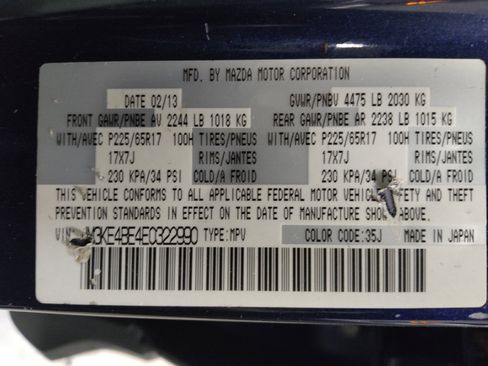 MFD. BY MAZDA MOTOR CORPORATION
DATE 02/13 GVWR/PNBV 4475 LB 2030 KG
FRONT GAWR/PNBE AV 2244 LB 1018 KG REAR GAWR/PNBE AR 2238 LB 1015 KG
WITH/AVEC P225/65R17 100H TIRES/PNEUS WITH/AVEC P225/65R17 100H TIRES/PNEUS
17X7J RIMS/JANTES 17X7J RIMS/JANTES
230 KPA/34 PSI COLD/A FROID 230 KPA/34 PSI COLD/A FROID
THIS VEHICLE CONFORMS TO ALL APPLICABLE FEDERAL MOTOR VEHICLE SAFETY AND THEFT
PREVENTION STANDARDS IN EFFECT ON THE DATE OF MANUFACTURE SHOWN ABOVE.
TYPE:MPV COLOR CODE:35J MADE IN JAPAN